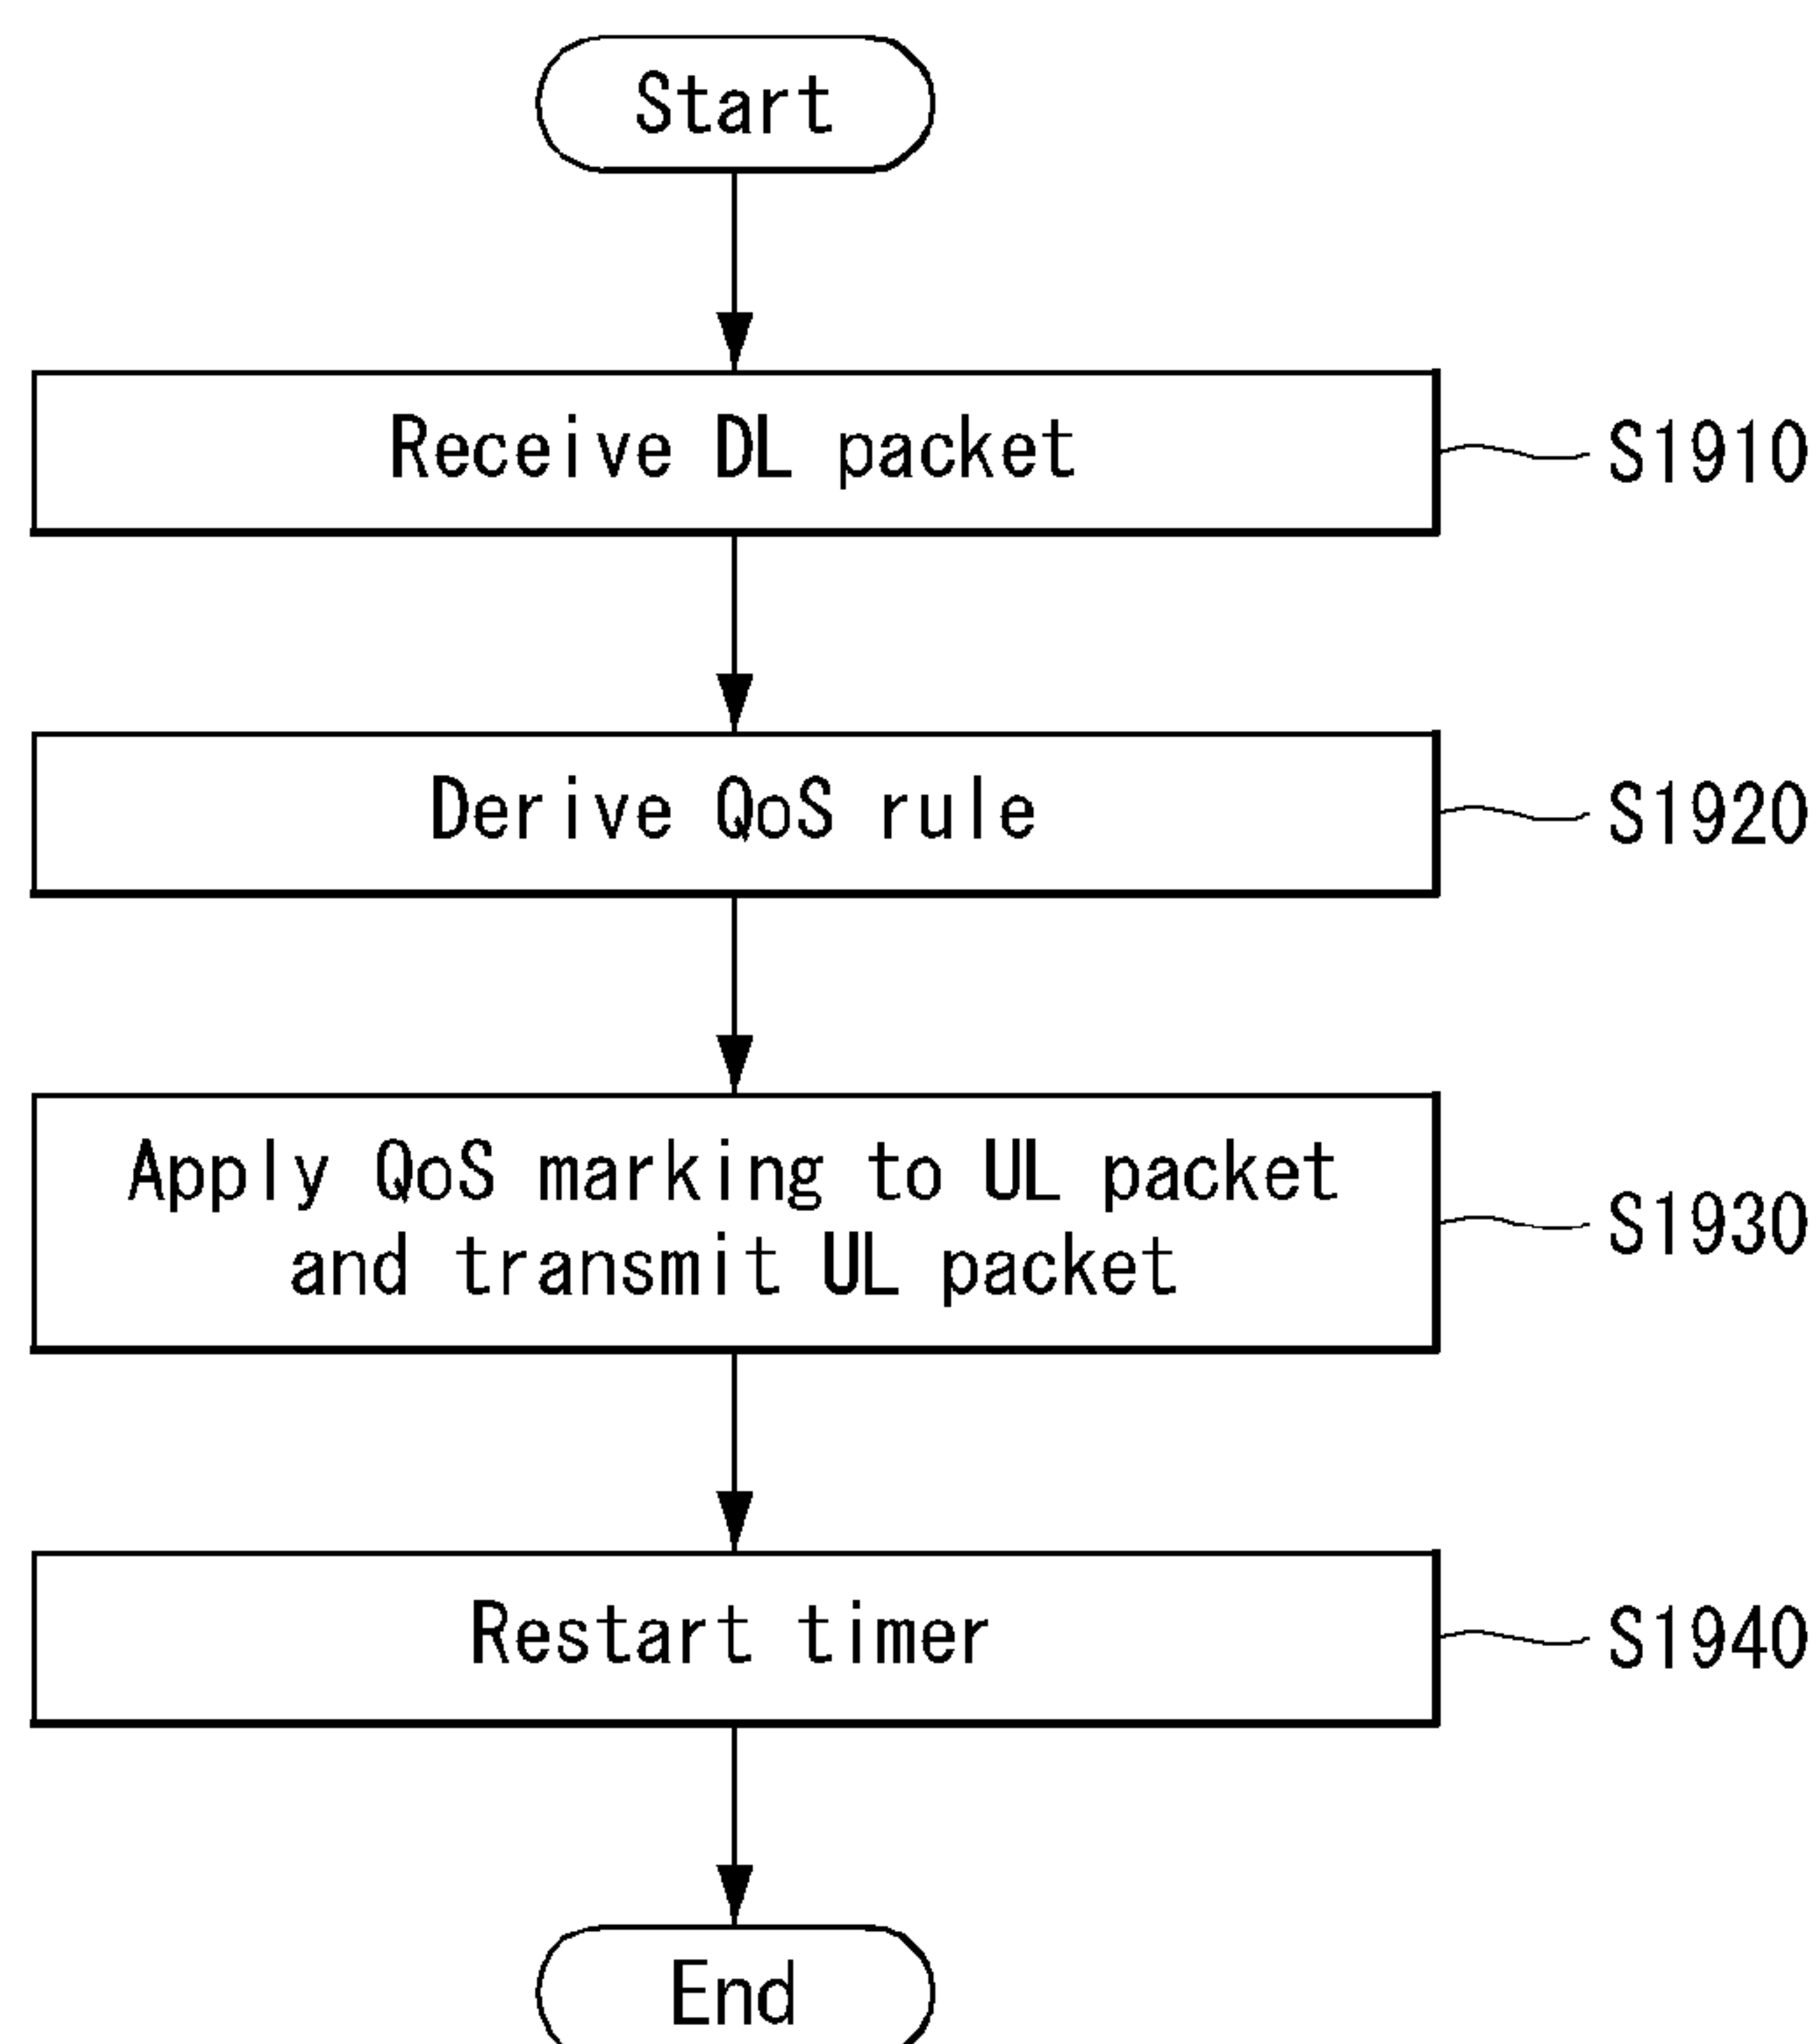 Start
Receive DL packet
S1910
Derive QoS rule
S1920
Apply QoS marking to UL packet
and transmit UL packet
S1930
Restart timer
S1940
End